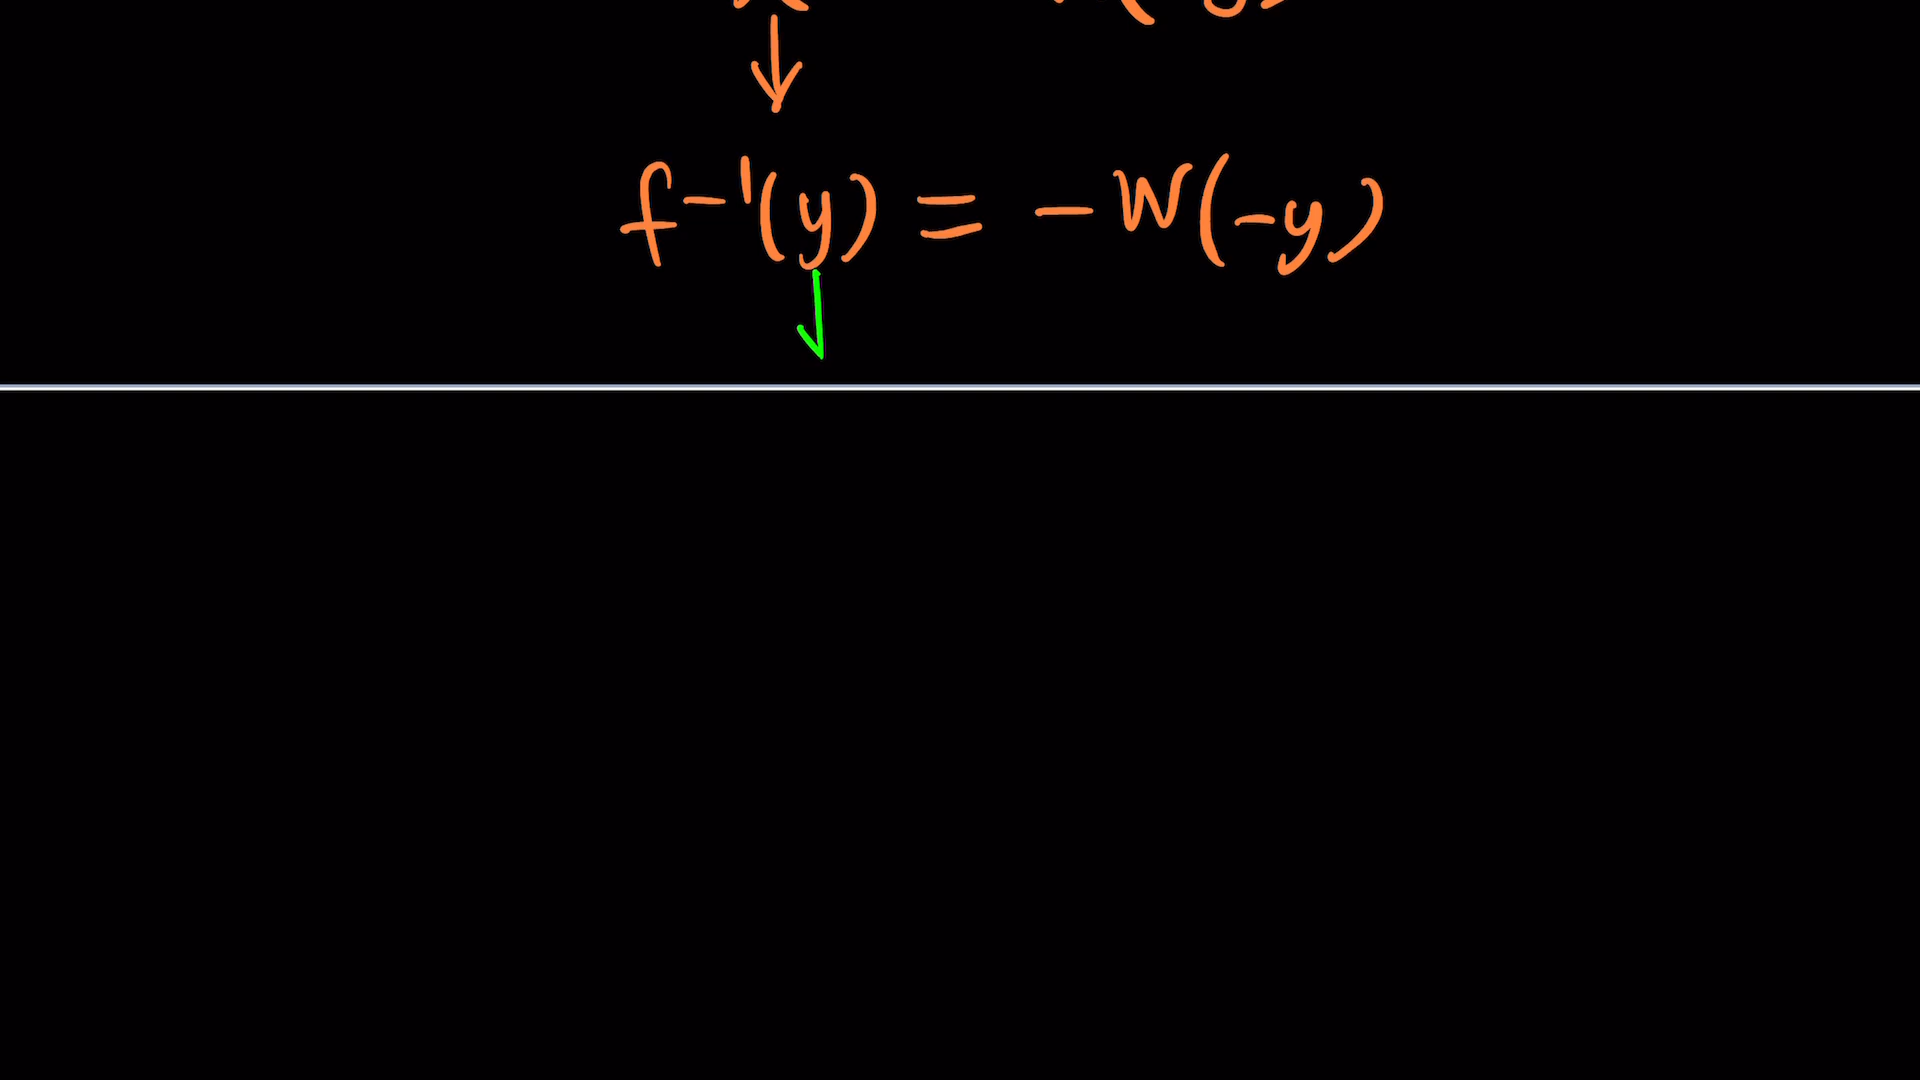 f⁻¹(y) = -W(-y)